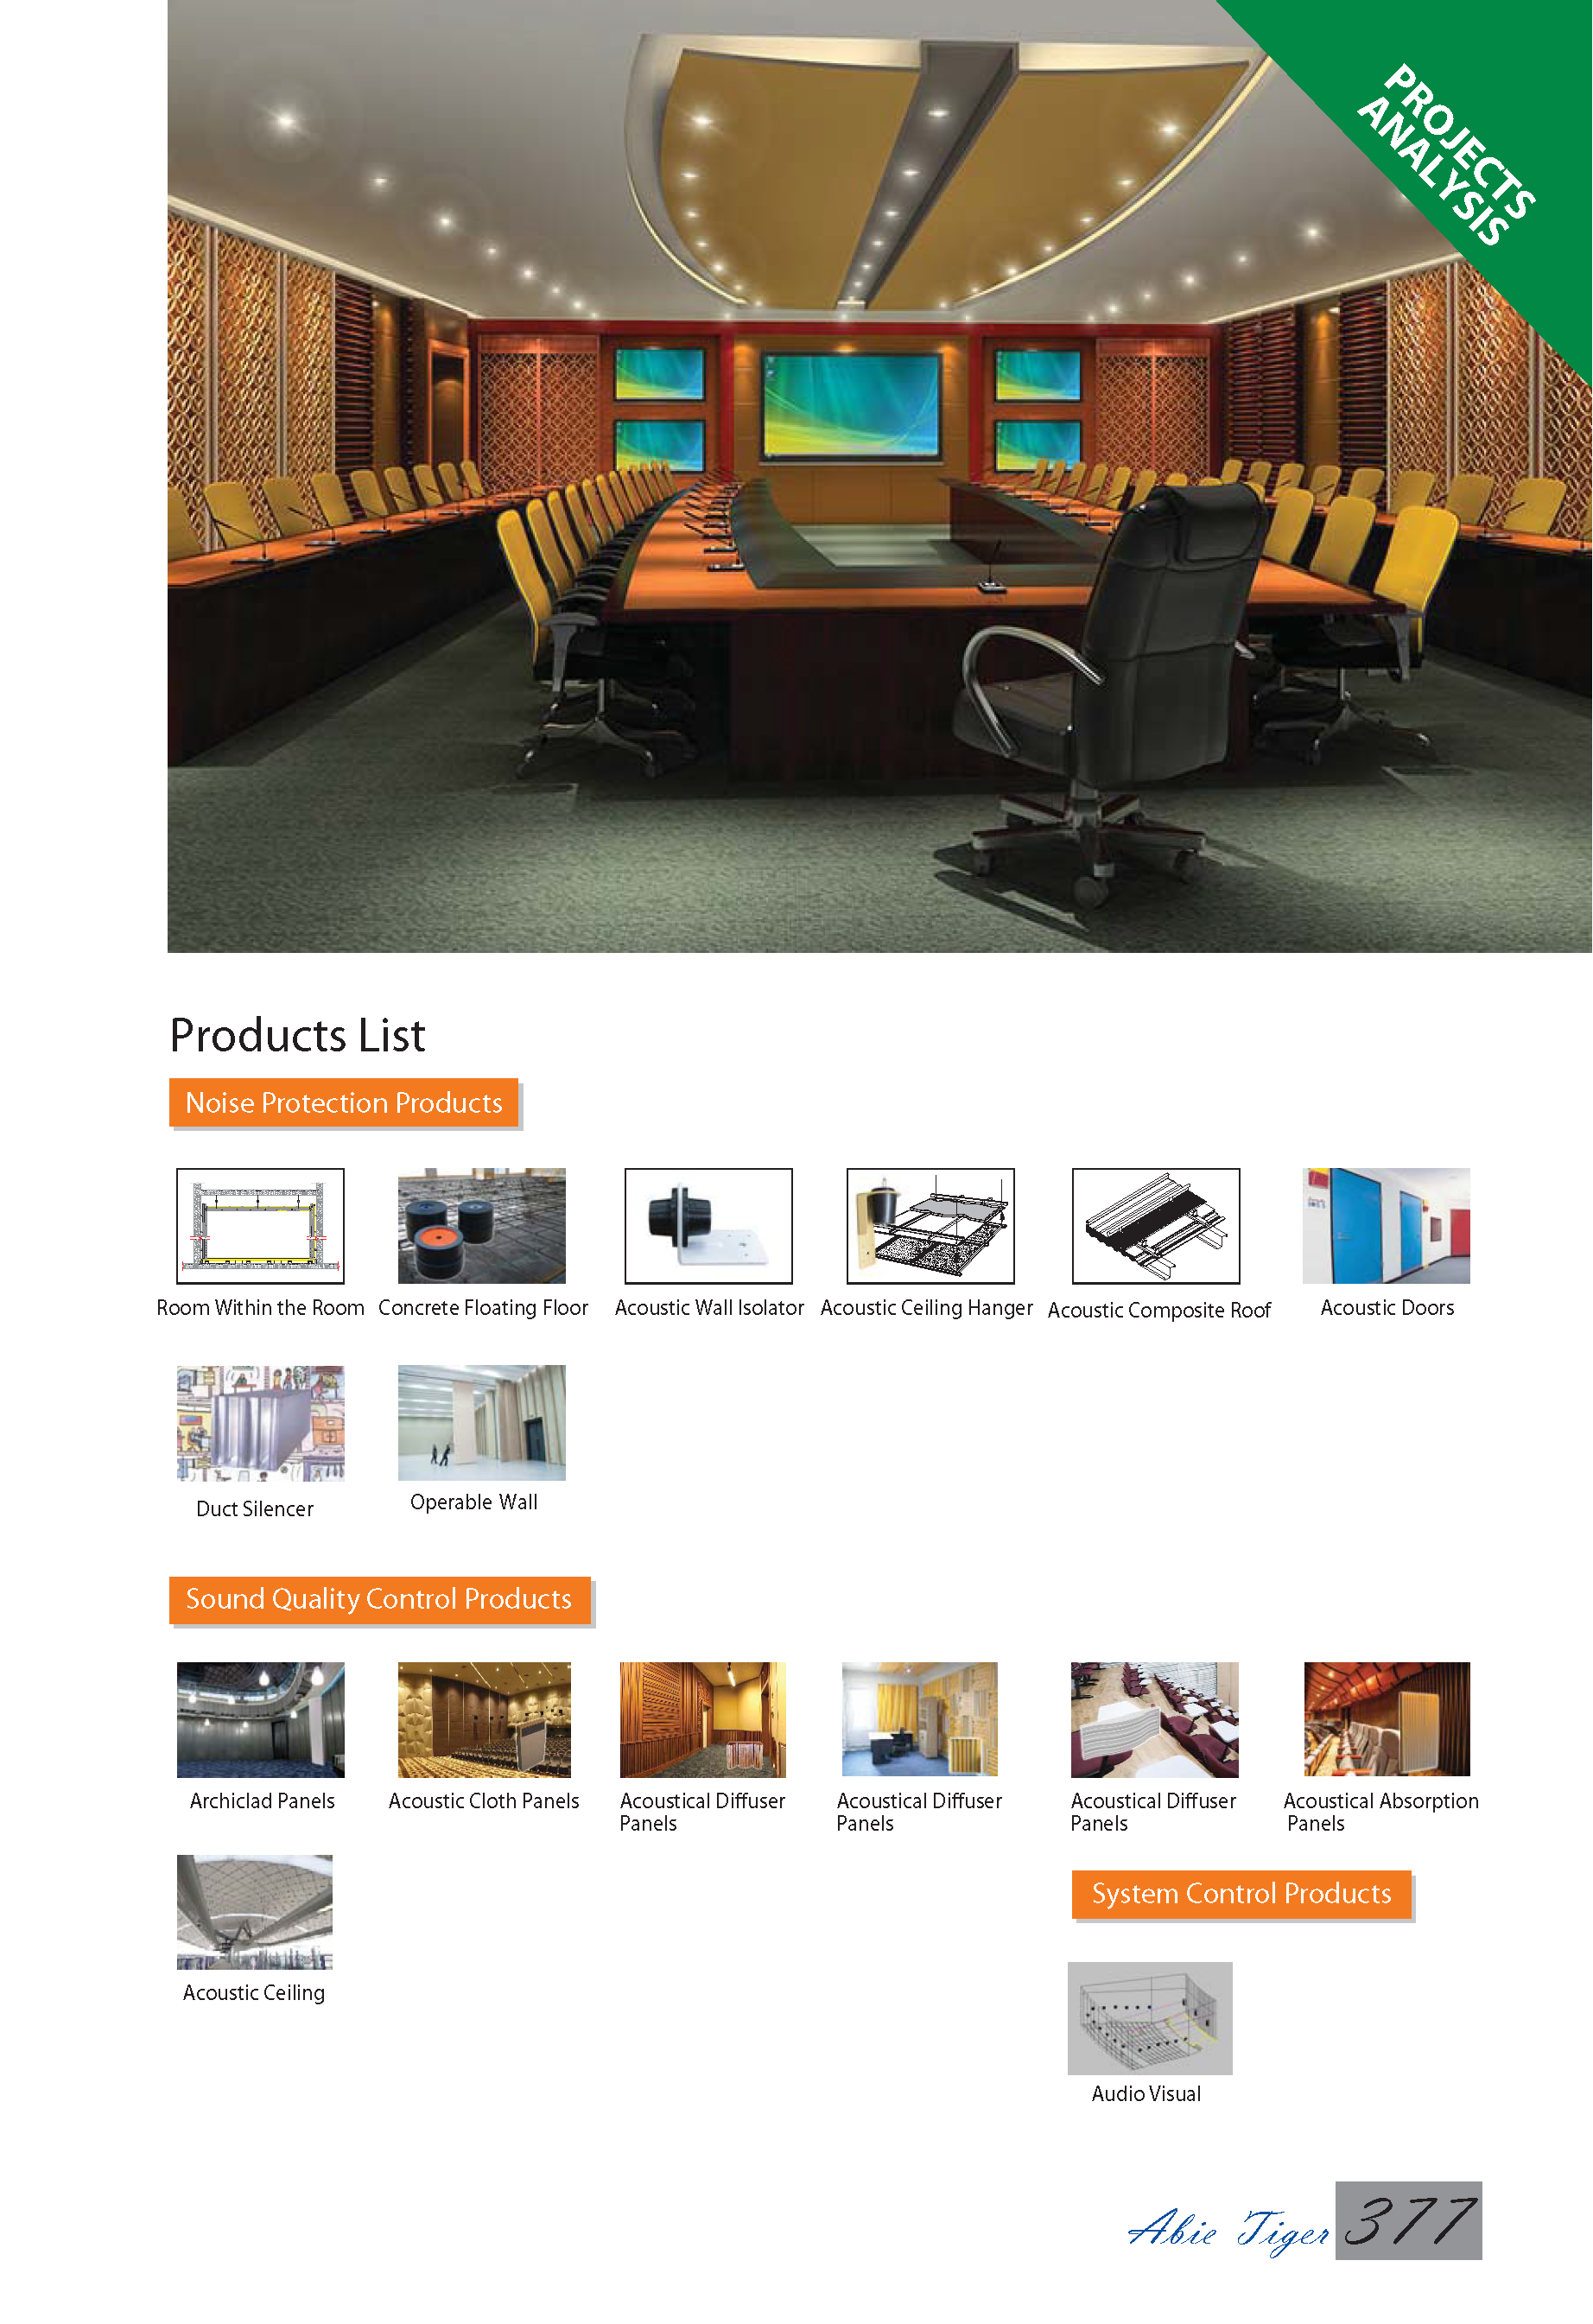 PROJECTS
ANALYSIS
Products List
Noise Protection Products
Room Within the Room
Concrete Floating Floor
Acoustic Wall Isolator
Acoustic Ceiling Hanger
Acoustic Composite Roof
Acoustic Doors
Duct Silencer
Operable Wall
Sound Quality Control Products
Archiclad Panels
Acoustic Cloth Panels
Acoustical Diffuser
Panels
Acoustical Diffuser
Panels
Acoustical Diffuser
Panels
Acoustical Absorption
Panels
Acoustic Ceiling
System Control Products
Audio Visual
Abie Tiger 377